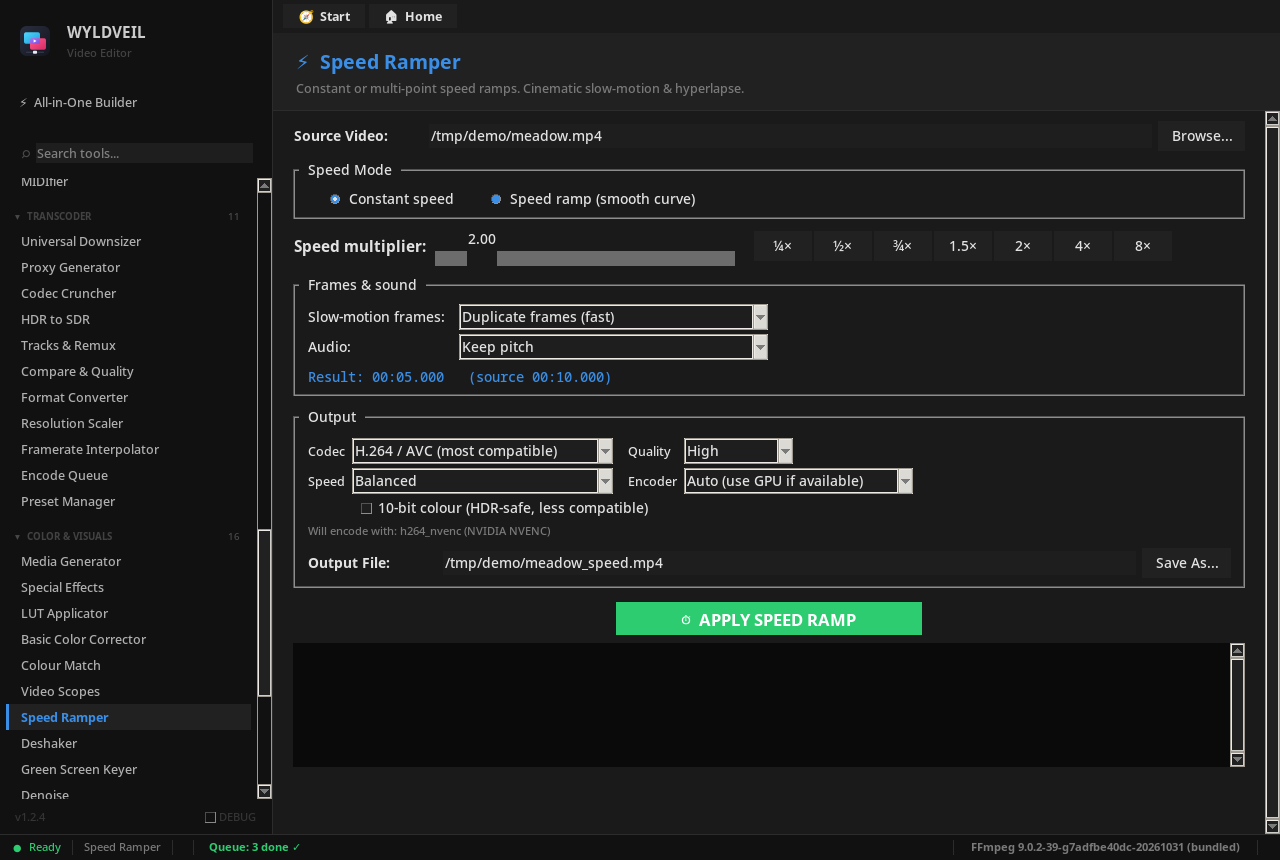 WYLDVEIL
Video Editor
⚡ All-in-One Builder
Search tools...
MIDIfier
TRANSCODER 11
Universal Downsizer
Proxy Generator
Codec Cruncher
HDR to SDR
Tracks & Remux
Compare & Quality
Format Converter
Resolution Scaler
Framerate Interpolator
Encode Queue
Preset Manager
COLOR & VISUALS 16
Media Generator
Special Effects
LUT Applicator
Basic Color Corrector
Colour Match
Video Scopes
Speed Ramper
Deshaker
Green Screen Keyer
Denoise
v1.2.4 DEBUG
Start Home
⚡ Speed Ramper
Constant or multi-point speed ramps. Cinematic slow-motion & hyperlapse.
Source Video: /tmp/demo/meadow.mp4 Browse...
Speed Mode
Constant speed Speed ramp (smooth curve)
Speed multiplier: 2.00 ¼× ½× ¾× 1.5× 2× 4× 8×
Frames & sound
Slow-motion frames: Duplicate frames (fast)
Audio: Keep pitch
Result: 00:05.000 (source 00:10.000)
Output
Codec H.264 / AVC (most compatible) Quality High
Speed Balanced Encoder Auto (use GPU if available)
10-bit colour (HDR-safe, less compatible)
Will encode with: h264_nvenc (NVIDIA NVENC)
Output File: /tmp/demo/meadow_speed.mp4 Save As...
⏱ APPLY SPEED RAMP
● Ready Speed Ramper Queue: 3 done ✓ FFmpeg 9.0.2-39-g7adfbe40dc-20261031 (bundled)